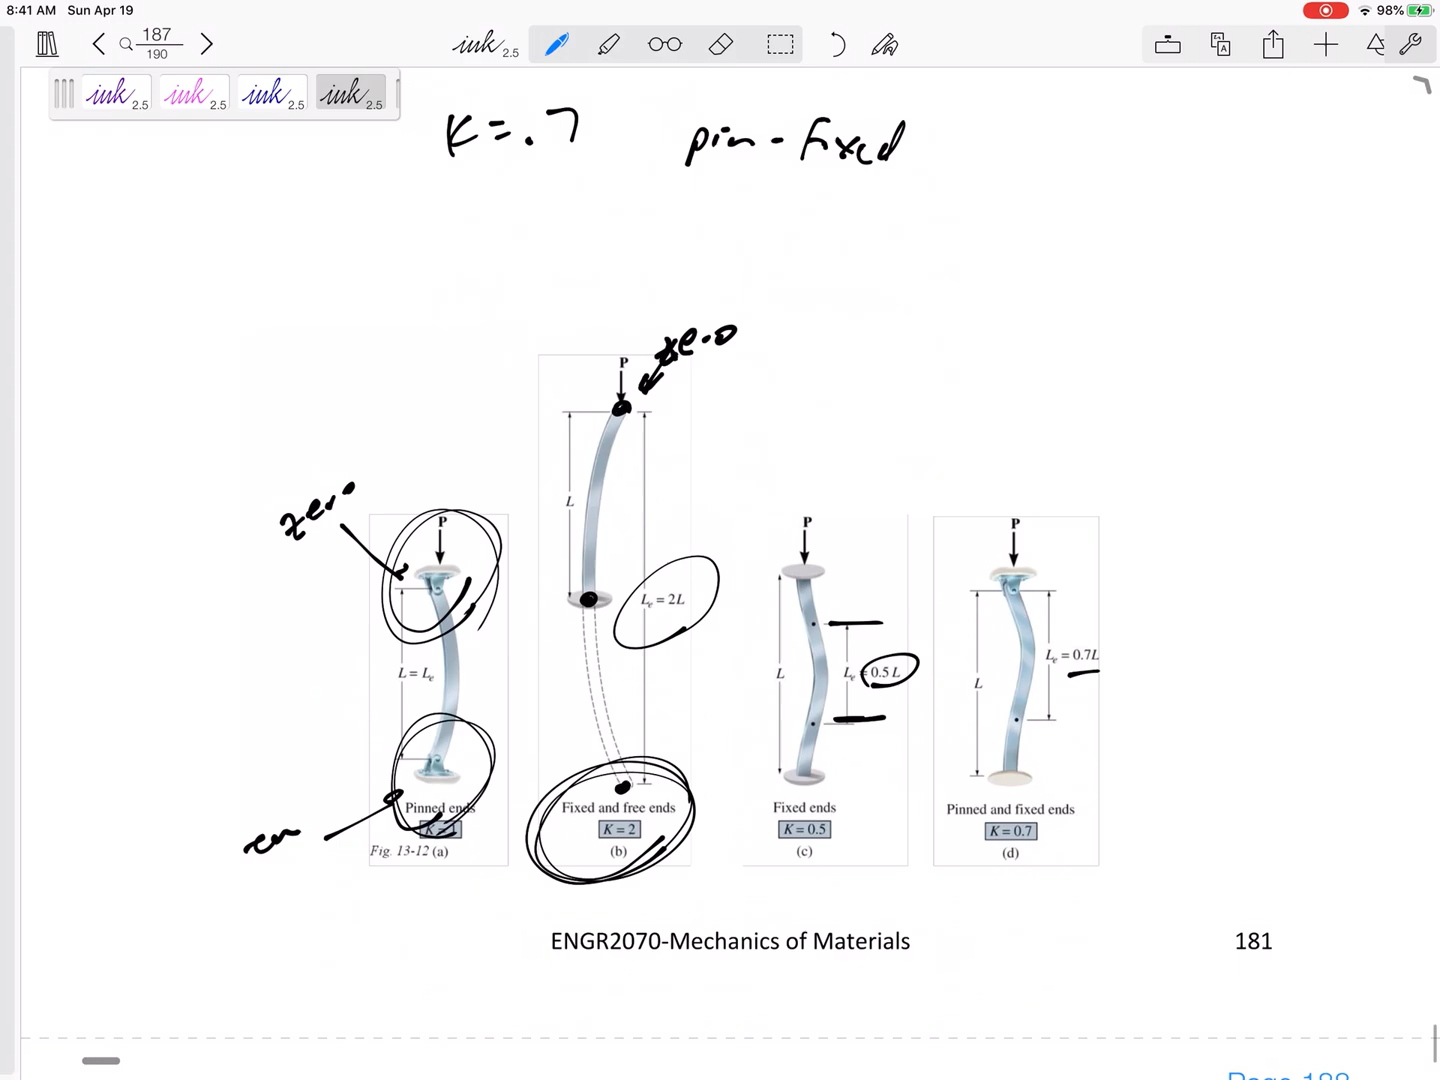 8:41 AM Sun Apr 19
98%
187
190
ink 2.5
ink 2.5
ink 2.5
ink 2.5
ink 2.5
K = .7 pin - Fixed
zero
P
L
Le = 2L
Fixed and free ends
K = 2
(b)
zero
P
L = Le
Pinned ends
K = 1
Fig. 13-12 (a)
P
L
Le = 0.5 L
Fixed ends
K = 0.5
(c)
P
L
Le = 0.7L
Pinned and fixed ends
K = 0.7
(d)
ENGR2070-Mechanics of Materials
181
Page 188